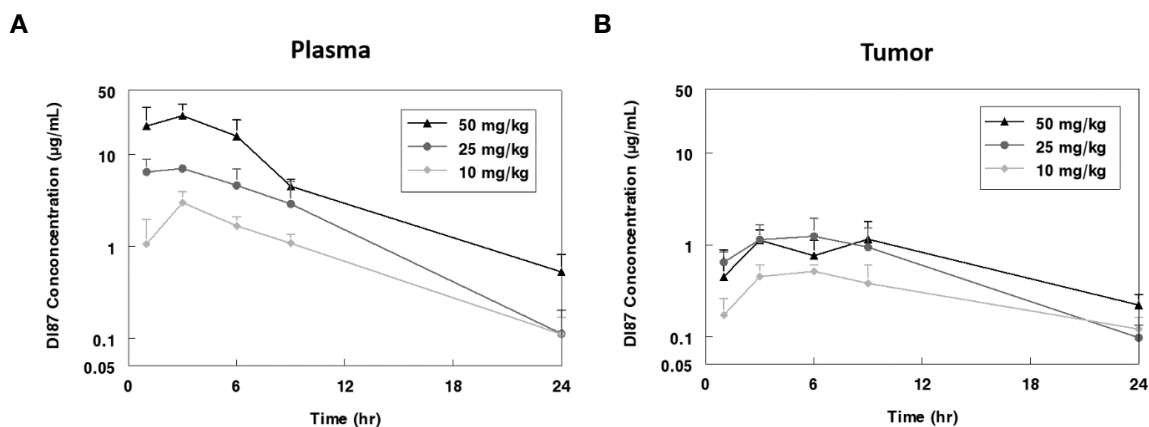 A
Plasma
50
10
1
0.1
0.05
DI87 Conconcentration (µg/mL)
50 mg/kg
25 mg/kg
10 mg/kg
0 6 12 18 24
Time (hr)
B
Tumor
50
10
1
0.1
0.05
DI87 Conconcentration (µg/mL)
50 mg/kg
25 mg/kg
10 mg/kg
0 6 12 18 24
Time (hr)